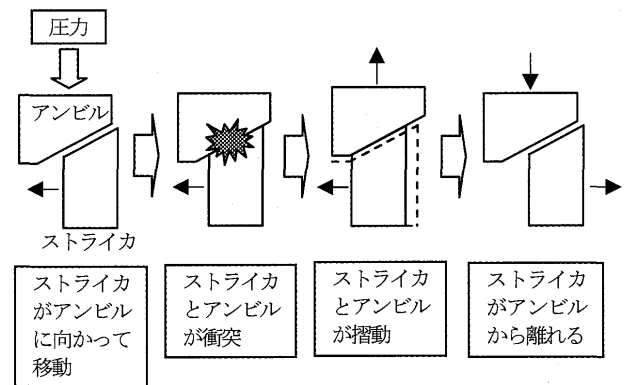 圧力
アンビル
ストライカ
ストライカ
がアンビル
に向かって
移動
ストライカ
とアンビル
が衝突
ストライカ
とアンビル
が摺動
ストライカ
がアンビル
から離れる